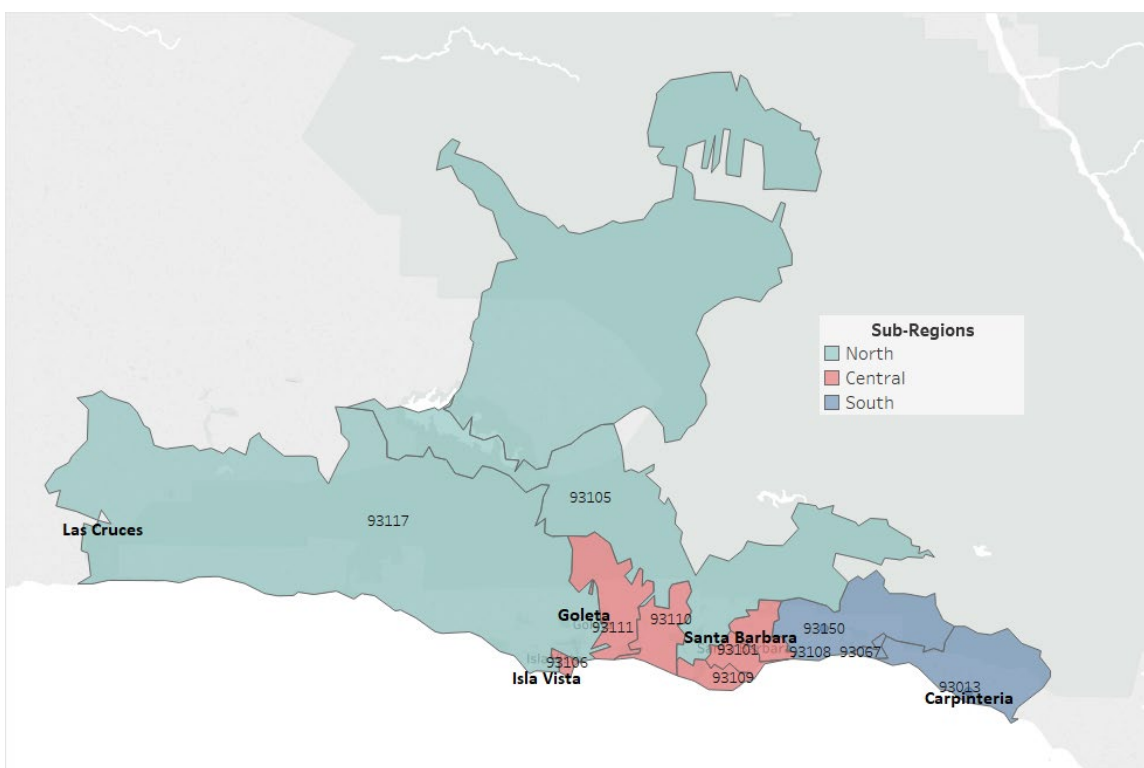 Sub-Regions
North
Central
South
93105
93117
Las Cruces
Goleta
93110
93111
Santa Barbara
93150
93101
93108
93067
93106
Isla Vista
93109
93013
Carpinteria